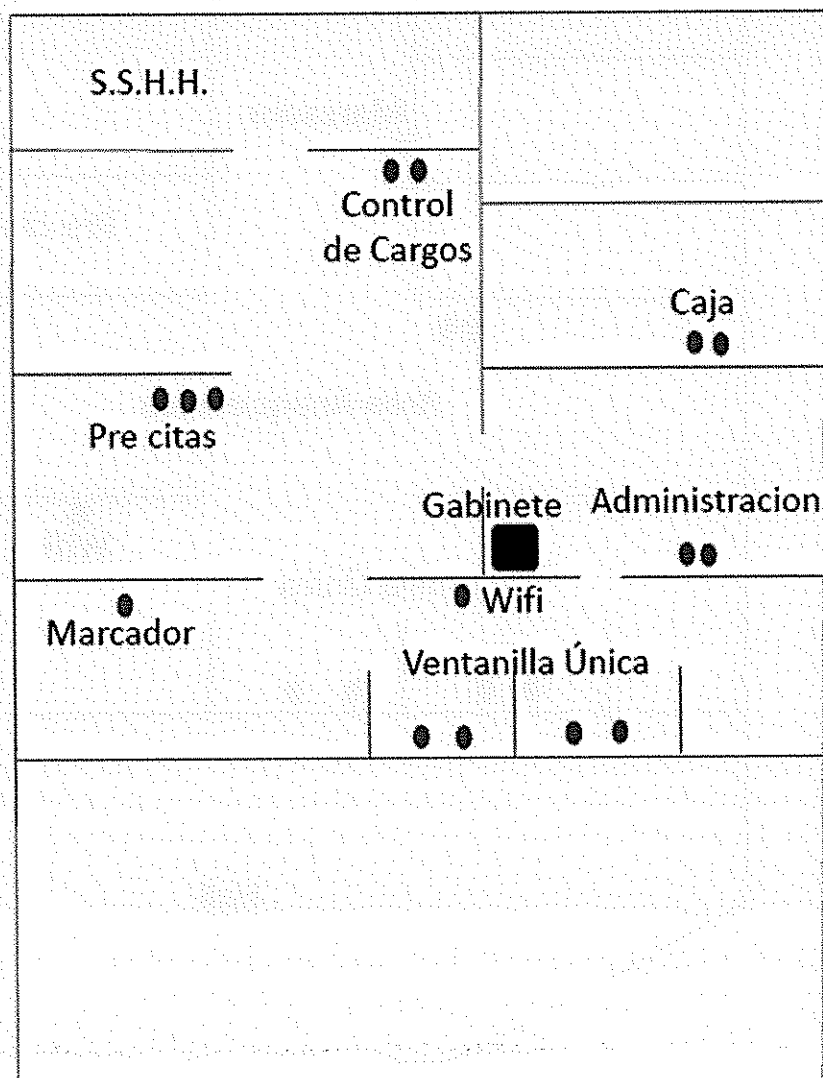 S.S.H.H.
Control
de Cargos
Caja
Pre citas
Gabinete
Administracion
Wifi
Marcador
Ventanilla Única